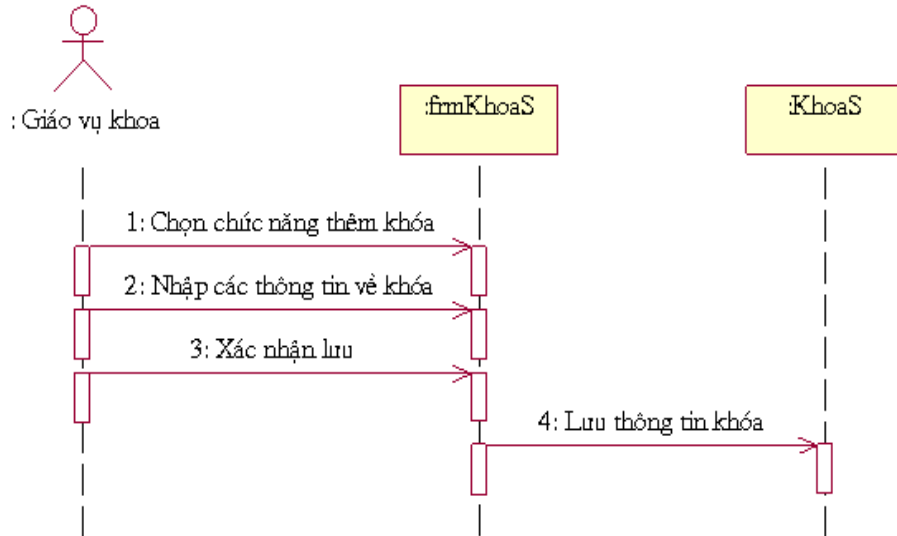 : Giáo vụ khoa
:frmKhoaS
:KhoaS
1: Chọn chức năng thêm khóa
2: Nhập các thông tin về khóa
3: Xác nhận lưu
4: Lưu thông tin khóa